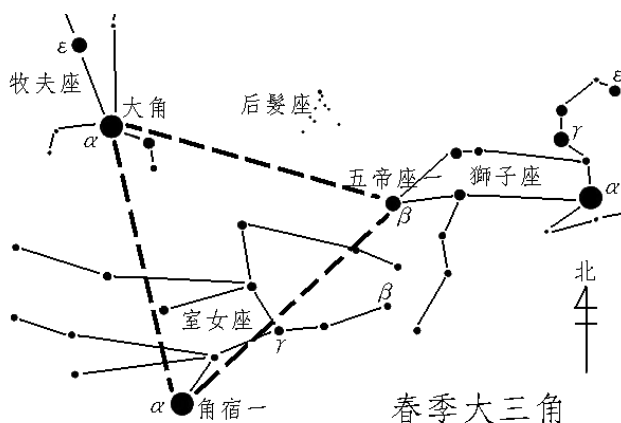 ε
牧夫座
大角
α
后髮座
ε
γ
五帝座一
獅子座
α
β
北
β
室女座
γ
α
角宿一
春季大三角